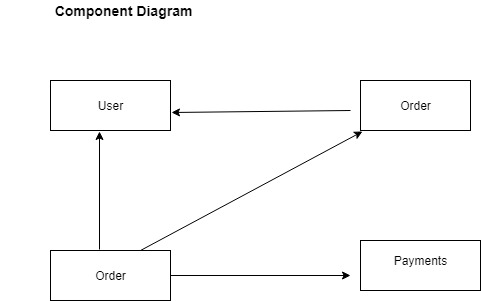 Component Diagram
User
Order
Order
Payments